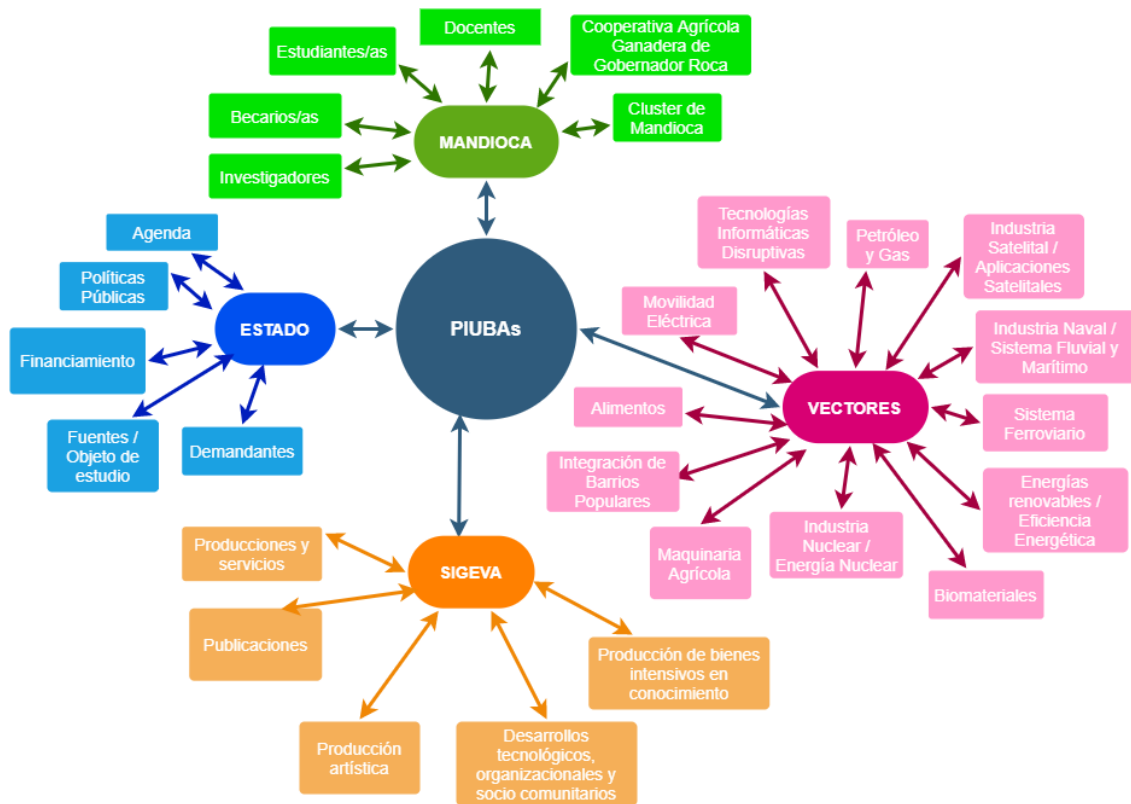 Docentes
Estudiantes/as
Cooperativa Agrícola
Ganadera de
Gobernador Roca
Becarios/as
Cluster de
Mandioca
MANDIOCA
Investigadores
Agenda
Políticas
Públicas
ESTADO
Financiamiento
Fuentes /
Objeto de
estudio
Demandantes
PIUBAs
Tecnologías
Informáticas
Disruptivas
Petróleo
y Gas
Industria
Satelital /
Aplicaciones
Satelitales
Movilidad
Eléctrica
Industria Naval /
Sistema Fluvial y
Marítimo
VECTORES
Alimentos
Sistema
Ferroviario
Integración de
Barrios
Populares
Energías
renovables /
Eficiencia
Energética
Maquinaria
Agrícola
Industria
Nuclear /
Energía Nuclear
Biomateriales
Producciones y
servicios
SIGEVA
Publicaciones
Producción de bienes
intensivos en
conocimiento
Producción
artística
Desarrollos
tecnológicos,
organizacionales y
socio comunitarios